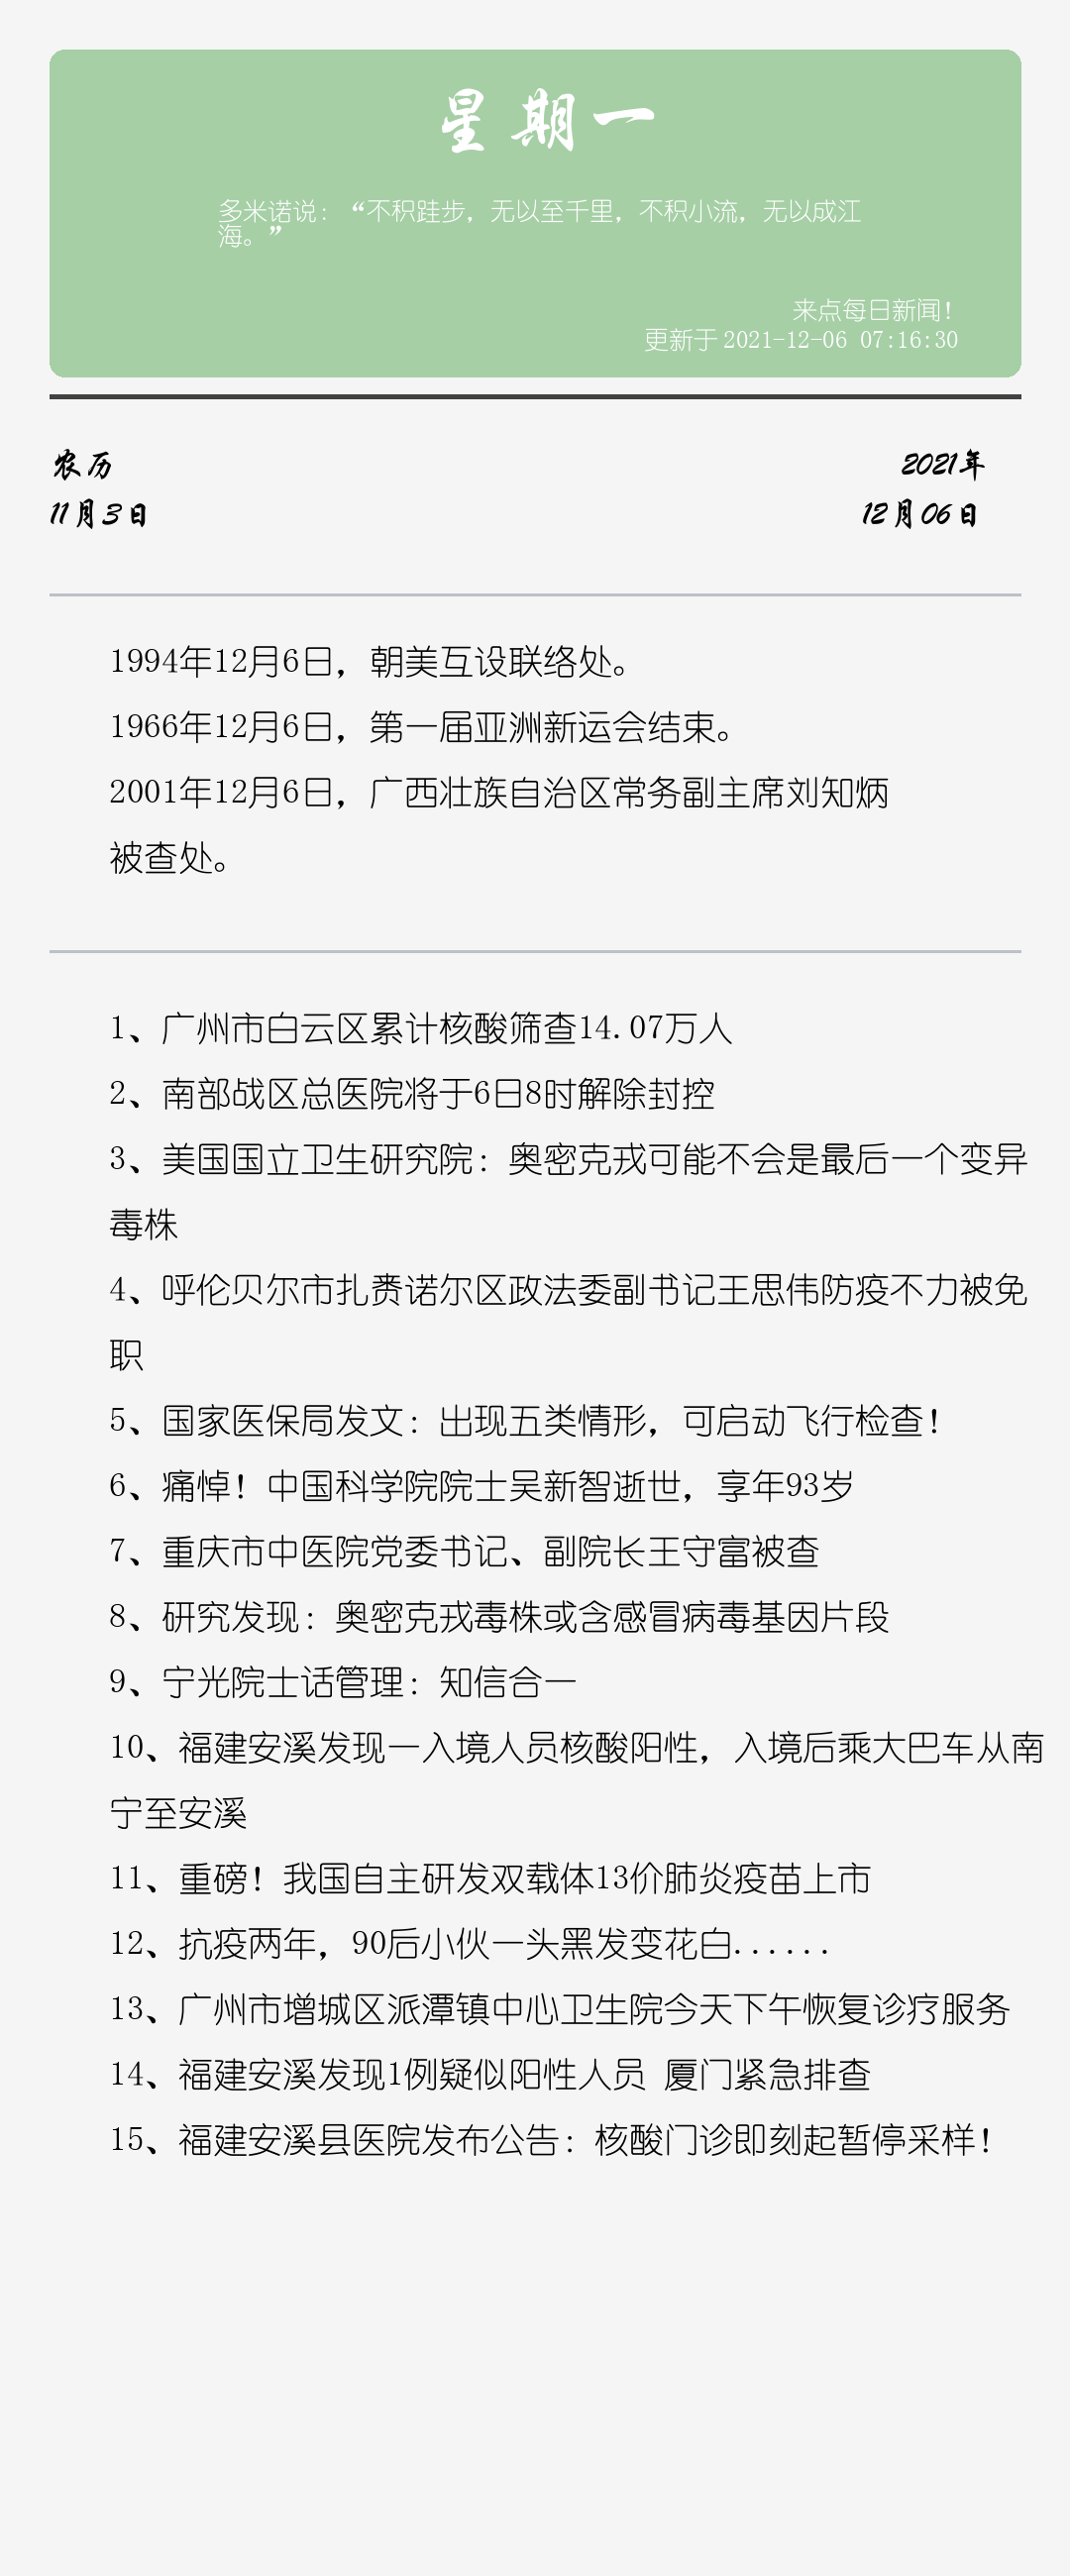 星期一
多米诺说：“不积跬步，无以至千里，不积小流，无以成江
海。”
来点每日新闻！
更新于 2021-12-06 07:16:30
农历
2021年
11月3日
12月06日
1994年12月6日，朝美互设联络处。
1966年12月6日，第一届亚洲新运会结束。
2001年12月6日，广西壮族自治区常务副主席刘知炳
被查处。
1、广州市白云区累计核酸筛查14.07万人
2、南部战区总医院将于6日8时解除封控
3、美国国立卫生研究院：奥密克戎可能不会是最后一个变异
毒株
4、呼伦贝尔市扎赉诺尔区政法委副书记王思伟防疫不力被免
职
5、国家医保局发文：出现五类情形，可启动飞行检查！
6、痛悼！中国科学院院士吴新智逝世，享年93岁
7、重庆市中医院党委书记、副院长王守富被查
8、研究发现：奥密克戎毒株或含感冒病毒基因片段
9、宁光院士话管理：知信合一
10、福建安溪发现一入境人员核酸阳性，入境后乘大巴车从南
宁至安溪
11、重磅！我国自主研发双载体13价肺炎疫苗上市
12、抗疫两年，90后小伙一头黑发变花白......
13、广州市增城区派潭镇中心卫生院今天下午恢复诊疗服务
14、福建安溪发现1例疑似阳性人员 厦门紧急排查
15、福建安溪县医院发布公告：核酸门诊即刻起暂停采样！